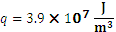 q = 3.9 × 10⁷ J/m³